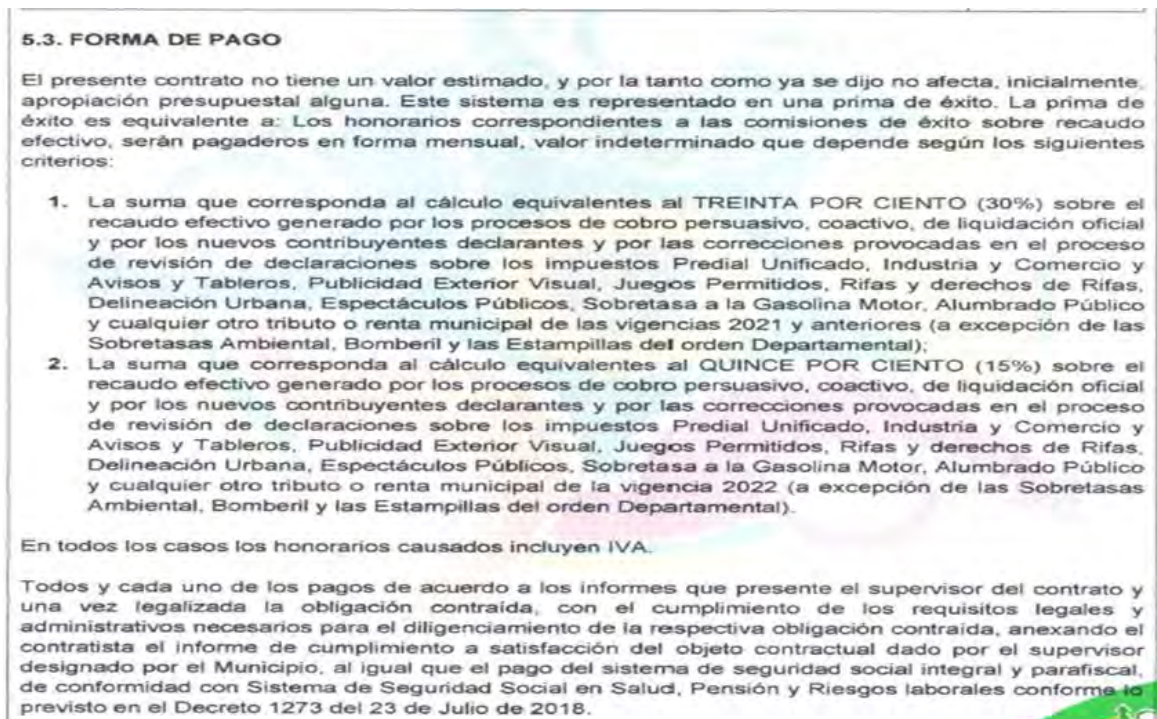 5.3. FORMA DE PAGO
El presente contrato no tiene un valor estimado, y por la tanto como ya se dijo no afecta, inicialmente,
apropiación presupuestal alguna. Este sistema es representado en una prima de éxito. La prima de
éxito es equivalente a: Los honorarios correspondientes a las comisiones de éxito sobre recaudo
efectivo, serán pagaderos en forma mensual, valor indeterminado que depende según los siguientes
criterios:
1. La suma que corresponda al cálculo equivalentes al TREINTA POR CIENTO (30%) sobre el
recaudo efectivo generado por los procesos de cobro persuasivo, coactivo, de liquidación oficial
y por los nuevos contribuyentes declarantes y por las correcciones provocadas en el proceso
de revisión de declaraciones sobre los impuestos Predial Unificado, Industria y Comercio y
Avisos y Tableros, Publicidad Exterior Visual, Juegos Permitidos, Rifas y derechos de Rifas,
Delineación Urbana, Espectáculos Públicos, Sobretasa a la Gasolina Motor, Alumbrado Público
y cualquier otro tributo o renta municipal de las vigencias 2021 y anteriores (a excepción de las
Sobretasas Ambiental, Bomberil y las Estampillas del orden Departamental);
2. La suma que corresponda al cálculo equivalentes al QUINCE POR CIENTO (15%) sobre el
recaudo efectivo generado por los procesos de cobro persuasivo, coactivo, de liquidación oficial
y por los nuevos contribuyentes declarantes y por las correcciones provocadas en el proceso
de revisión de declaraciones sobre los impuestos Predial Unificado, Industria y Comercio y
Avisos y Tableros, Publicidad Exterior Visual, Juegos Permitidos, Rifas y derechos de Rifas,
Delineación Urbana, Espectáculos Públicos, Sobretasa a la Gasolina Motor, Alumbrado Público
y cualquier otro tributo o renta municipal de la vigencia 2022 (a excepción de las Sobretasas
Ambiental, Bomberil y las Estampillas del orden Departamental).
En todos los casos los honorarios causados incluyen IVA.
Todos y cada uno de los pagos de acuerdo a los informes que presente el supervisor del contrato y
una vez legalizada la obligación contraída, con el cumplimiento de los requisitos legales y
administrativos necesarios para el diligenciamiento de la respectiva obligación contraída, anexando el
contratista el informe de cumplimiento a satisfacción del objeto contractual dado por el supervisor
designado por el Municipio, al igual que el pago del sistema de seguridad social integral y parafiscal,
de conformidad con Sistema de Seguridad Social en Salud, Pensión y Riesgos laborales conforme lo
previsto en el Decreto 1273 del 23 de Julio de 2018.